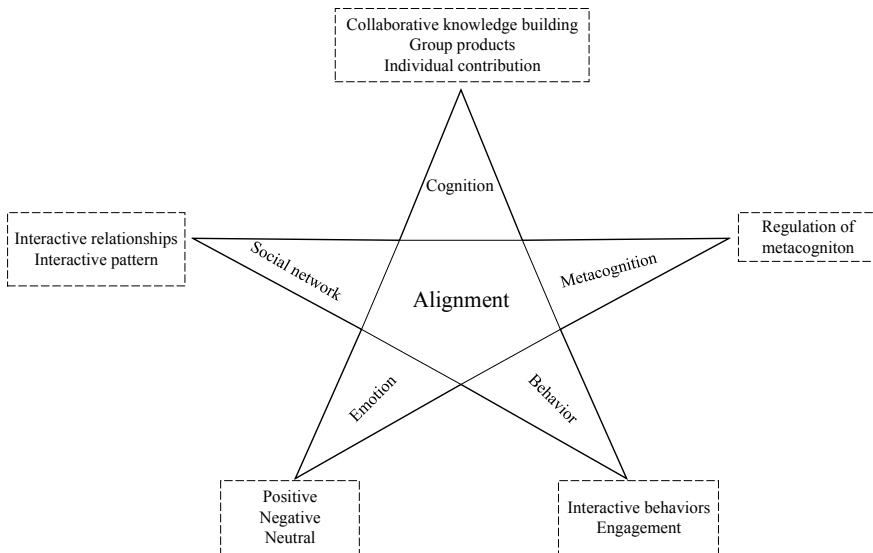 Collaborative knowledge building
Group products
Individual contribution
Cognition
Interactive relationships
Interactive pattern
Social network
Metacognition
Regulation of
metacogniton
Alignment
Emotion
Behavior
Positive
Negative
Neutral
Interactive behaviors
Engagement